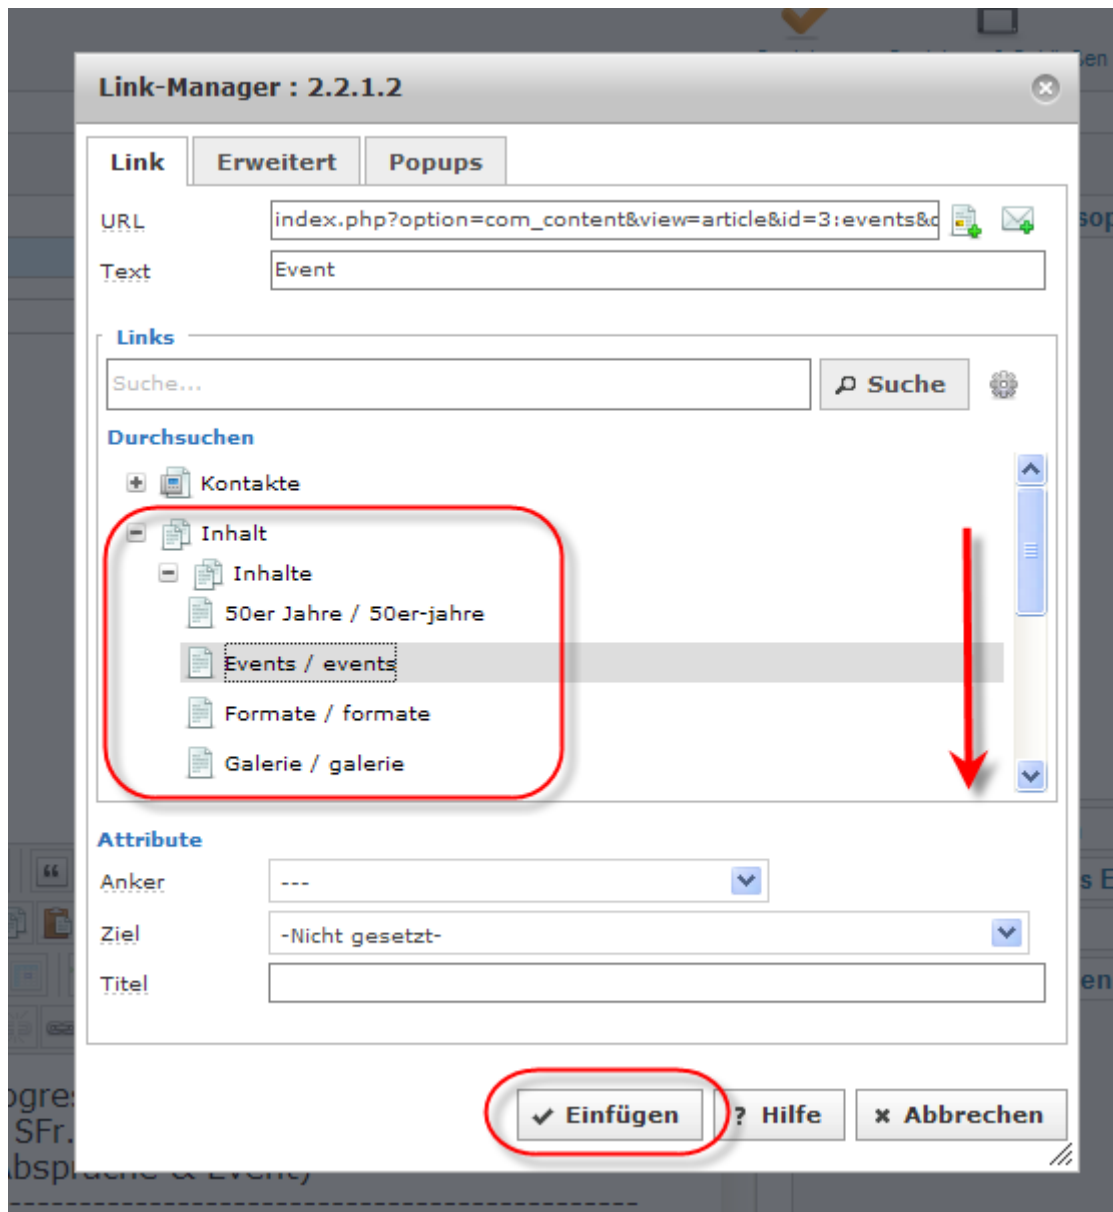 Link-Manager : 2.2.1.2
Link Erweitert Popups
URL index.php?option=com_content&view=article&id=3:events&c
Text Event
Links
Suche... Suche
Durchsuchen
Kontakte
Inhalt
Inhalte
50er Jahre / 50er-jahre
Events / events
Formate / formate
Galerie / galerie
Attribute
Anker ---
Ziel -Nicht gesetzt-
Titel
Einfügen ? Hilfe Abbrechen
SFr.